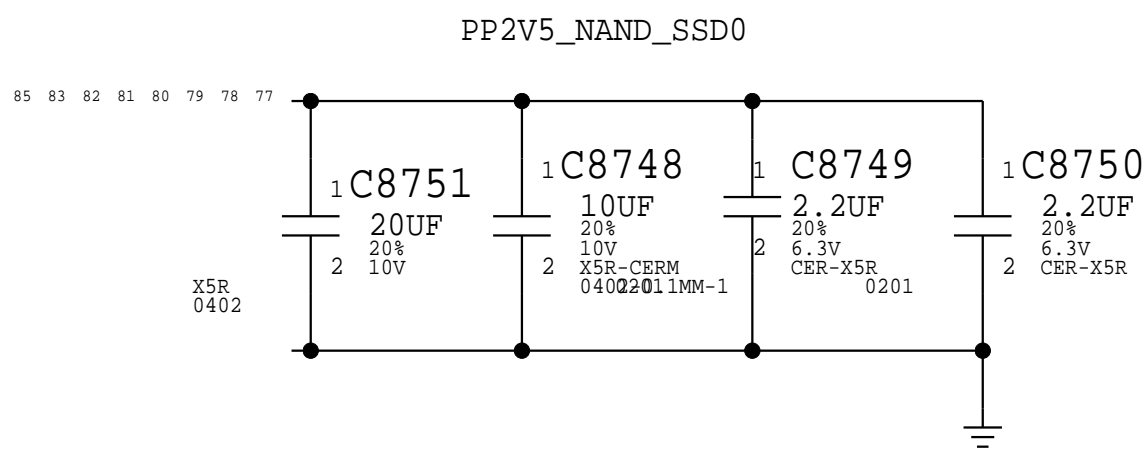 PP2V5_NAND_SSD0
85 83 82 81 80 79 78 77
1 C8751
20UF
20%
10V
2
X5R
0402
1 C8748
10UF
20%
10V
2
X5R-CERM
1
C8749
2.2UF
20%
2
6.3V
CER-X5R
0201
1 C8750
2.2UF
20%
6.3V
2
CER-X5R